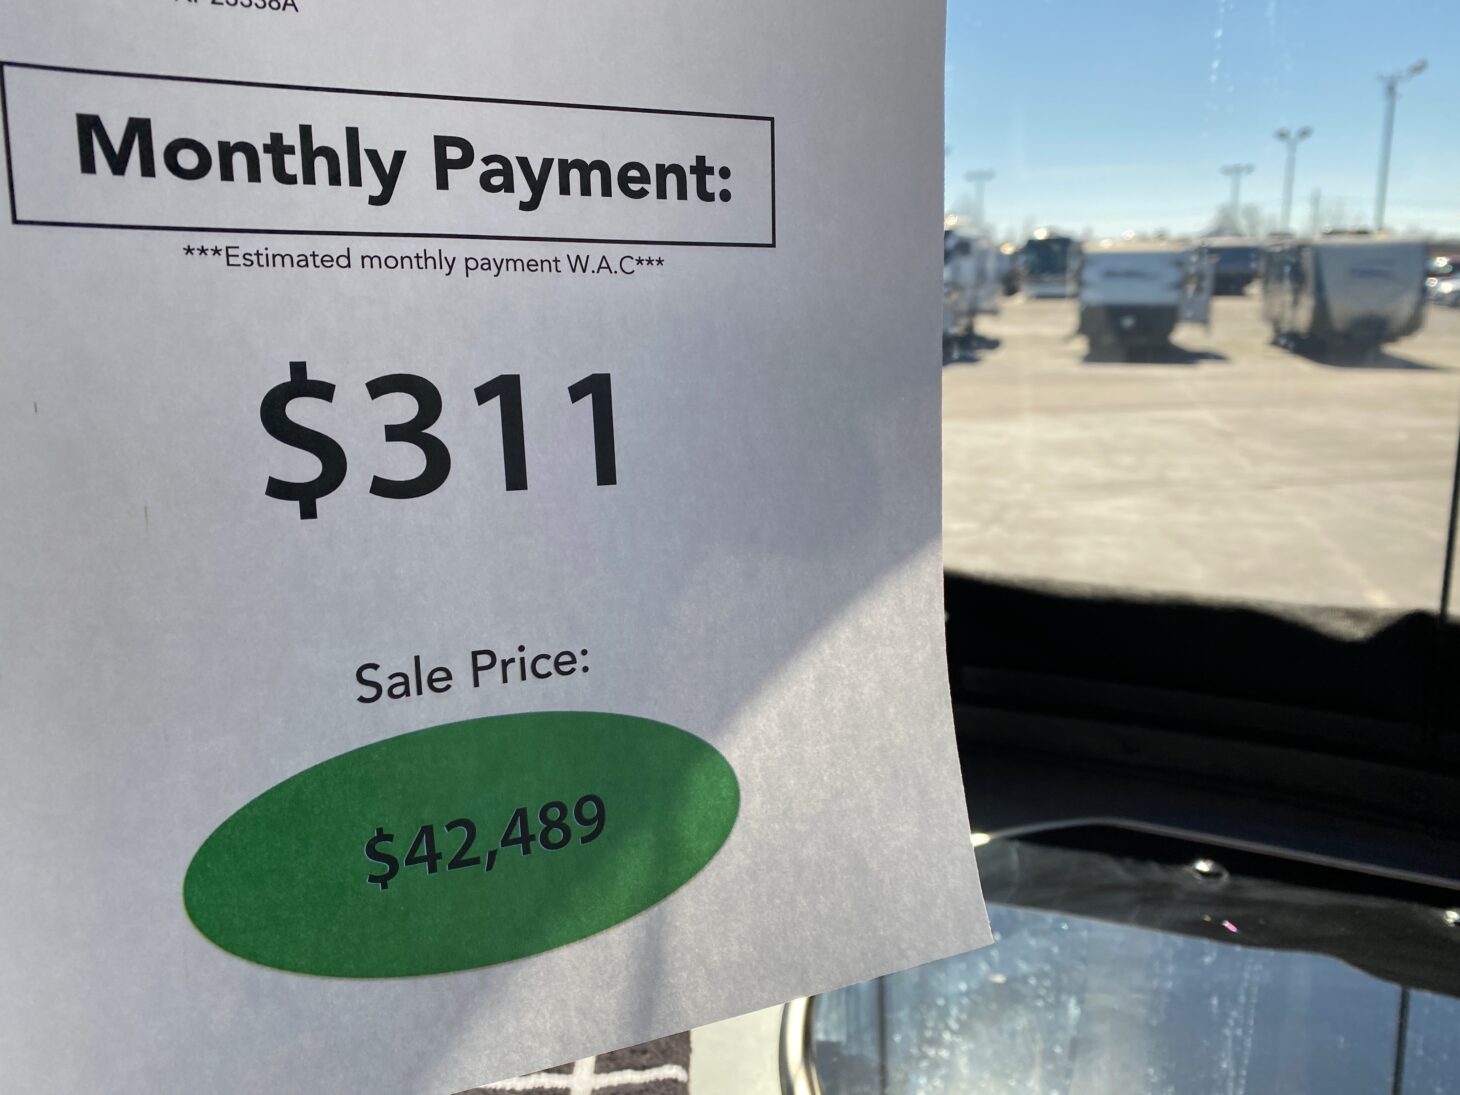 Monthly Payment:
***Estimated monthly payment W.A.C***
$311
Sale Price:
$42,489